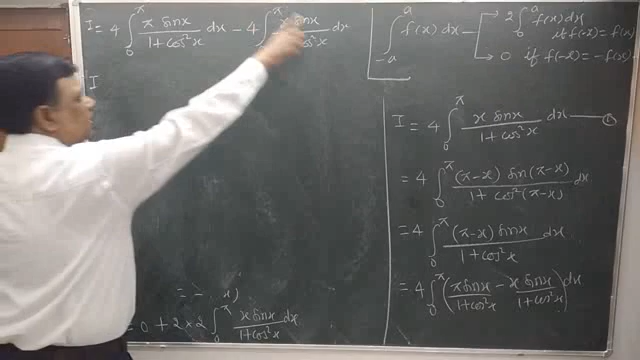 I = 4 ∫₀^π (π sinx)/(1+cos²x) dx − 4 ∫₀^π (x sinx)/(1+cos²x) dx
I
= −
= 0 + 2 × 2 ∫₀^π (x sinx)/(1+cos²x) dx
∫₋ₐ^a f(x) dx → 2 ∫₀^a f(x) dx if f(-x) = f(x)
→ 0 if f(-x) = -f(x)
I = 4 ∫₀^π (x sinx)/(1+cos²x) dx — ①
= 4 ∫₀^π ((π-x) sin(π-x))/(1+cos²(π-x)) dx
= 4 ∫₀^π ((π-x) sinx)/(1+cos²x) dx
= 4 ∫₀^π ((π sinx)/(1+cos²x) − (x sinx)/(1+cos²x)) dx